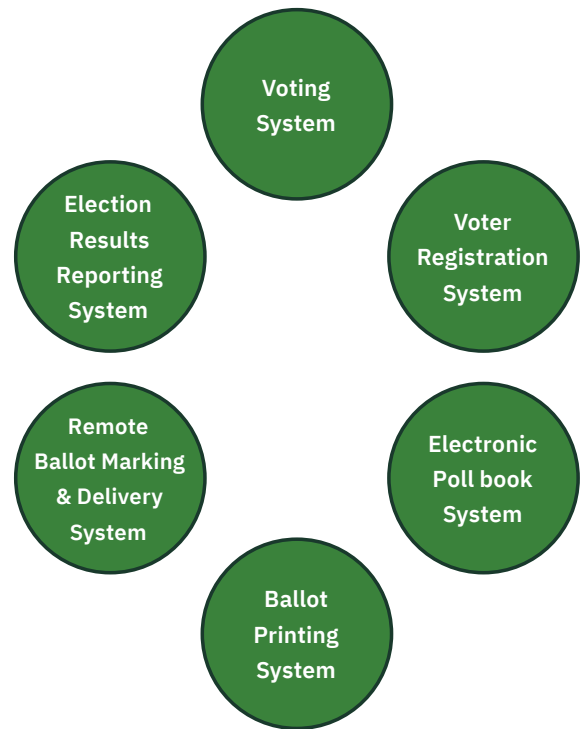 Voting
System
Election
Results
Reporting
System
Voter
Registration
System
Remote
Ballot Marking
& Delivery
System
Electronic
Poll book
System
Ballot
Printing
System